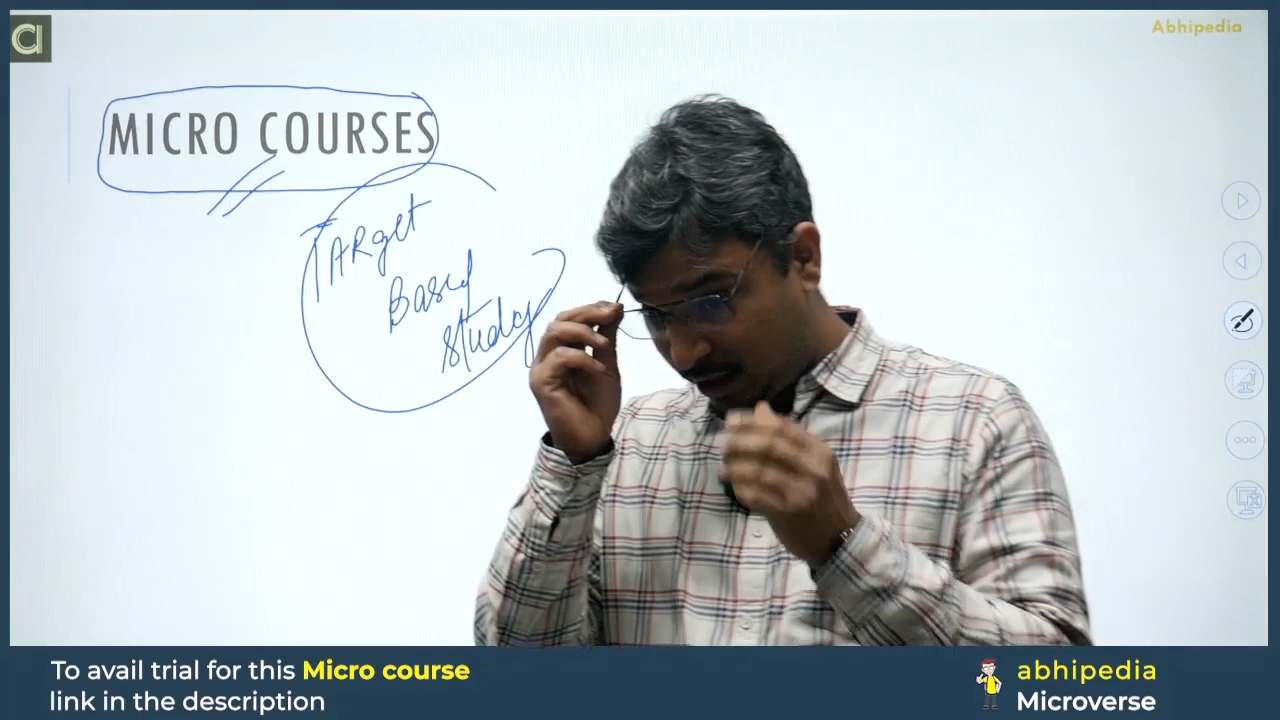 Abhipedia
MICRO COURSES
TARget
Based
study
To avail trial for this Micro course
link in the description
abhipedia
Microverse